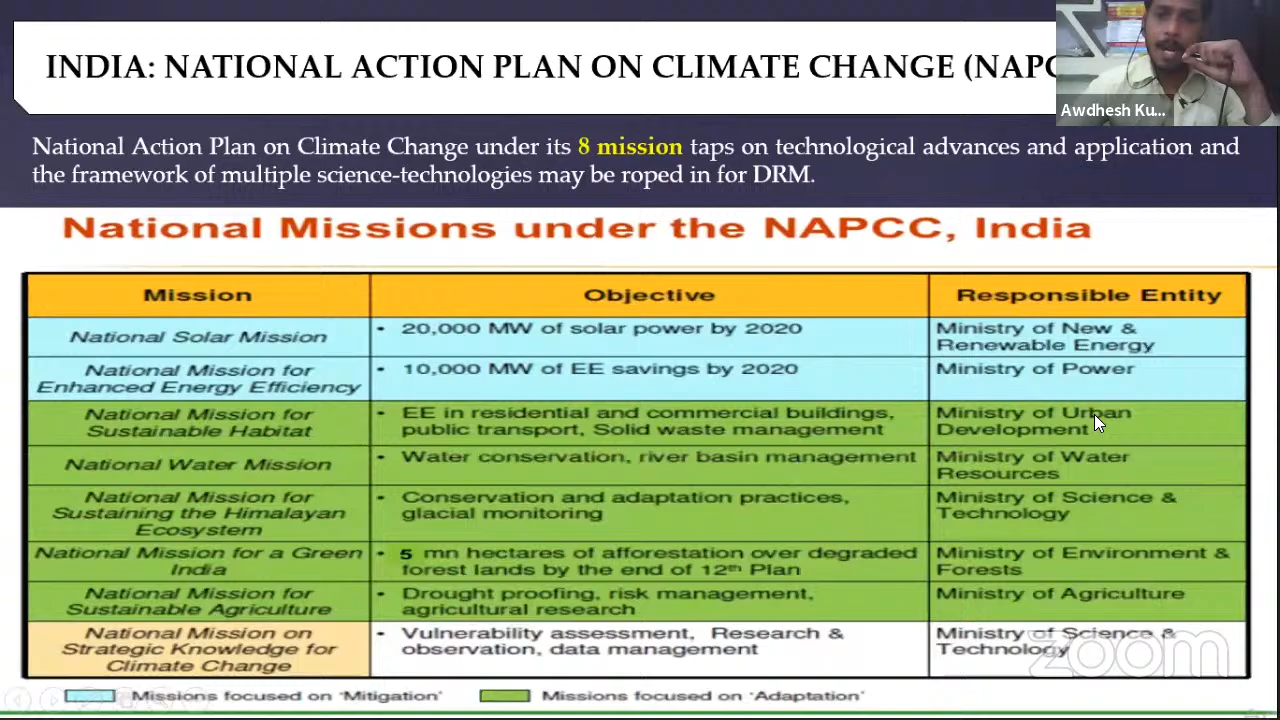 INDIA: NATIONAL ACTION PLAN ON CLIMATE CHANGE (NAPC
Awdhesh Ku...
National Action Plan on Climate Change under its 8 mission taps on technological advances and application and
the framework of multiple science-technologies may be roped in for DRM.
National Missions under the NAPCC, India
Mission
Objective
Responsible Entity
National Solar Mission
• 20,000 MW of solar power by 2020
Ministry of New &
Renewable Energy
National Mission for
Enhanced Energy Efficiency
• 10,000 MW of EE savings by 2020
Ministry of Power
National Mission for
Sustainable Habitat
• EE in residential and commercial buildings,
public transport, Solid waste management
Ministry of Urban
Development
National Water Mission
• Water conservation, river basin management
Ministry of Water
Resources
National Mission for
Sustaining the Himalayan
Ecosystem
• Conservation and adaptation practices,
glacial monitoring
Ministry of Science &
Technology
National Mission for a Green
India
• 5 mn hectares of afforestation over degraded
forest lands by the end of 12th Plan
Ministry of Environment &
Forests
National Mission for
Sustainable Agriculture
• Drought proofing, risk management,
agricultural research
Ministry of Agriculture
National Mission on
Strategic Knowledge for
Climate Change
• Vulnerability assessment, Research &
observation, data management
Ministry of Science &
Technology
zoom
Missions focused on 'Mitigation'
Missions focused on 'Adaptation'